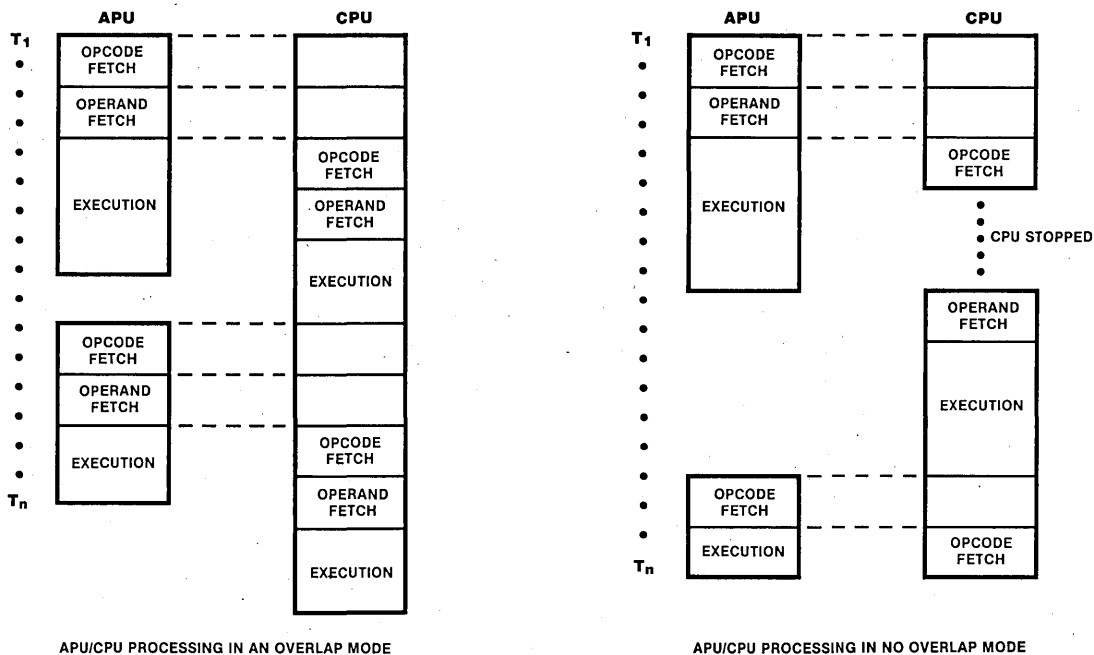 APU
CPU
T1
OPCODE
FETCH
OPERAND
FETCH
EXECUTION
OPCODE
FETCH
OPERAND
FETCH
EXECUTION
OPCODE
FETCH
OPERAND
FETCH
EXECUTION
OPCODE
FETCH
OPERAND
FETCH
EXECUTION
Tn
APU/CPU PROCESSING IN AN OVERLAP MODE
APU
CPU
T1
OPCODE
FETCH
OPERAND
FETCH
EXECUTION
OPCODE
FETCH
CPU STOPPED
OPERAND
FETCH
EXECUTION
OPCODE
FETCH
EXECUTION
OPCODE
FETCH
Tn
APU/CPU PROCESSING IN NO OVERLAP MODE